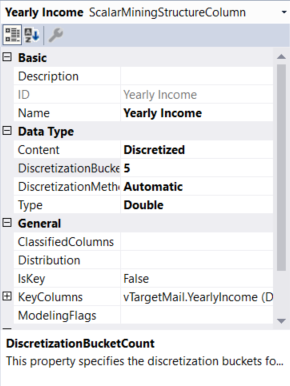 Yearly Income ScalarMiningStructureColumn
Basic
Description
ID Yearly Income
Name Yearly Income
Data Type
Content Discretized
DiscretizationBucke 5
DiscretizationMetho Automatic
Type Double
General
ClassifiedColumns
Distribution
IsKey False
KeyColumns vTargetMail.YearlyIncome (D
ModelingFlags
DiscretizationBucketCount
This property specifies the discretization buckets fo...